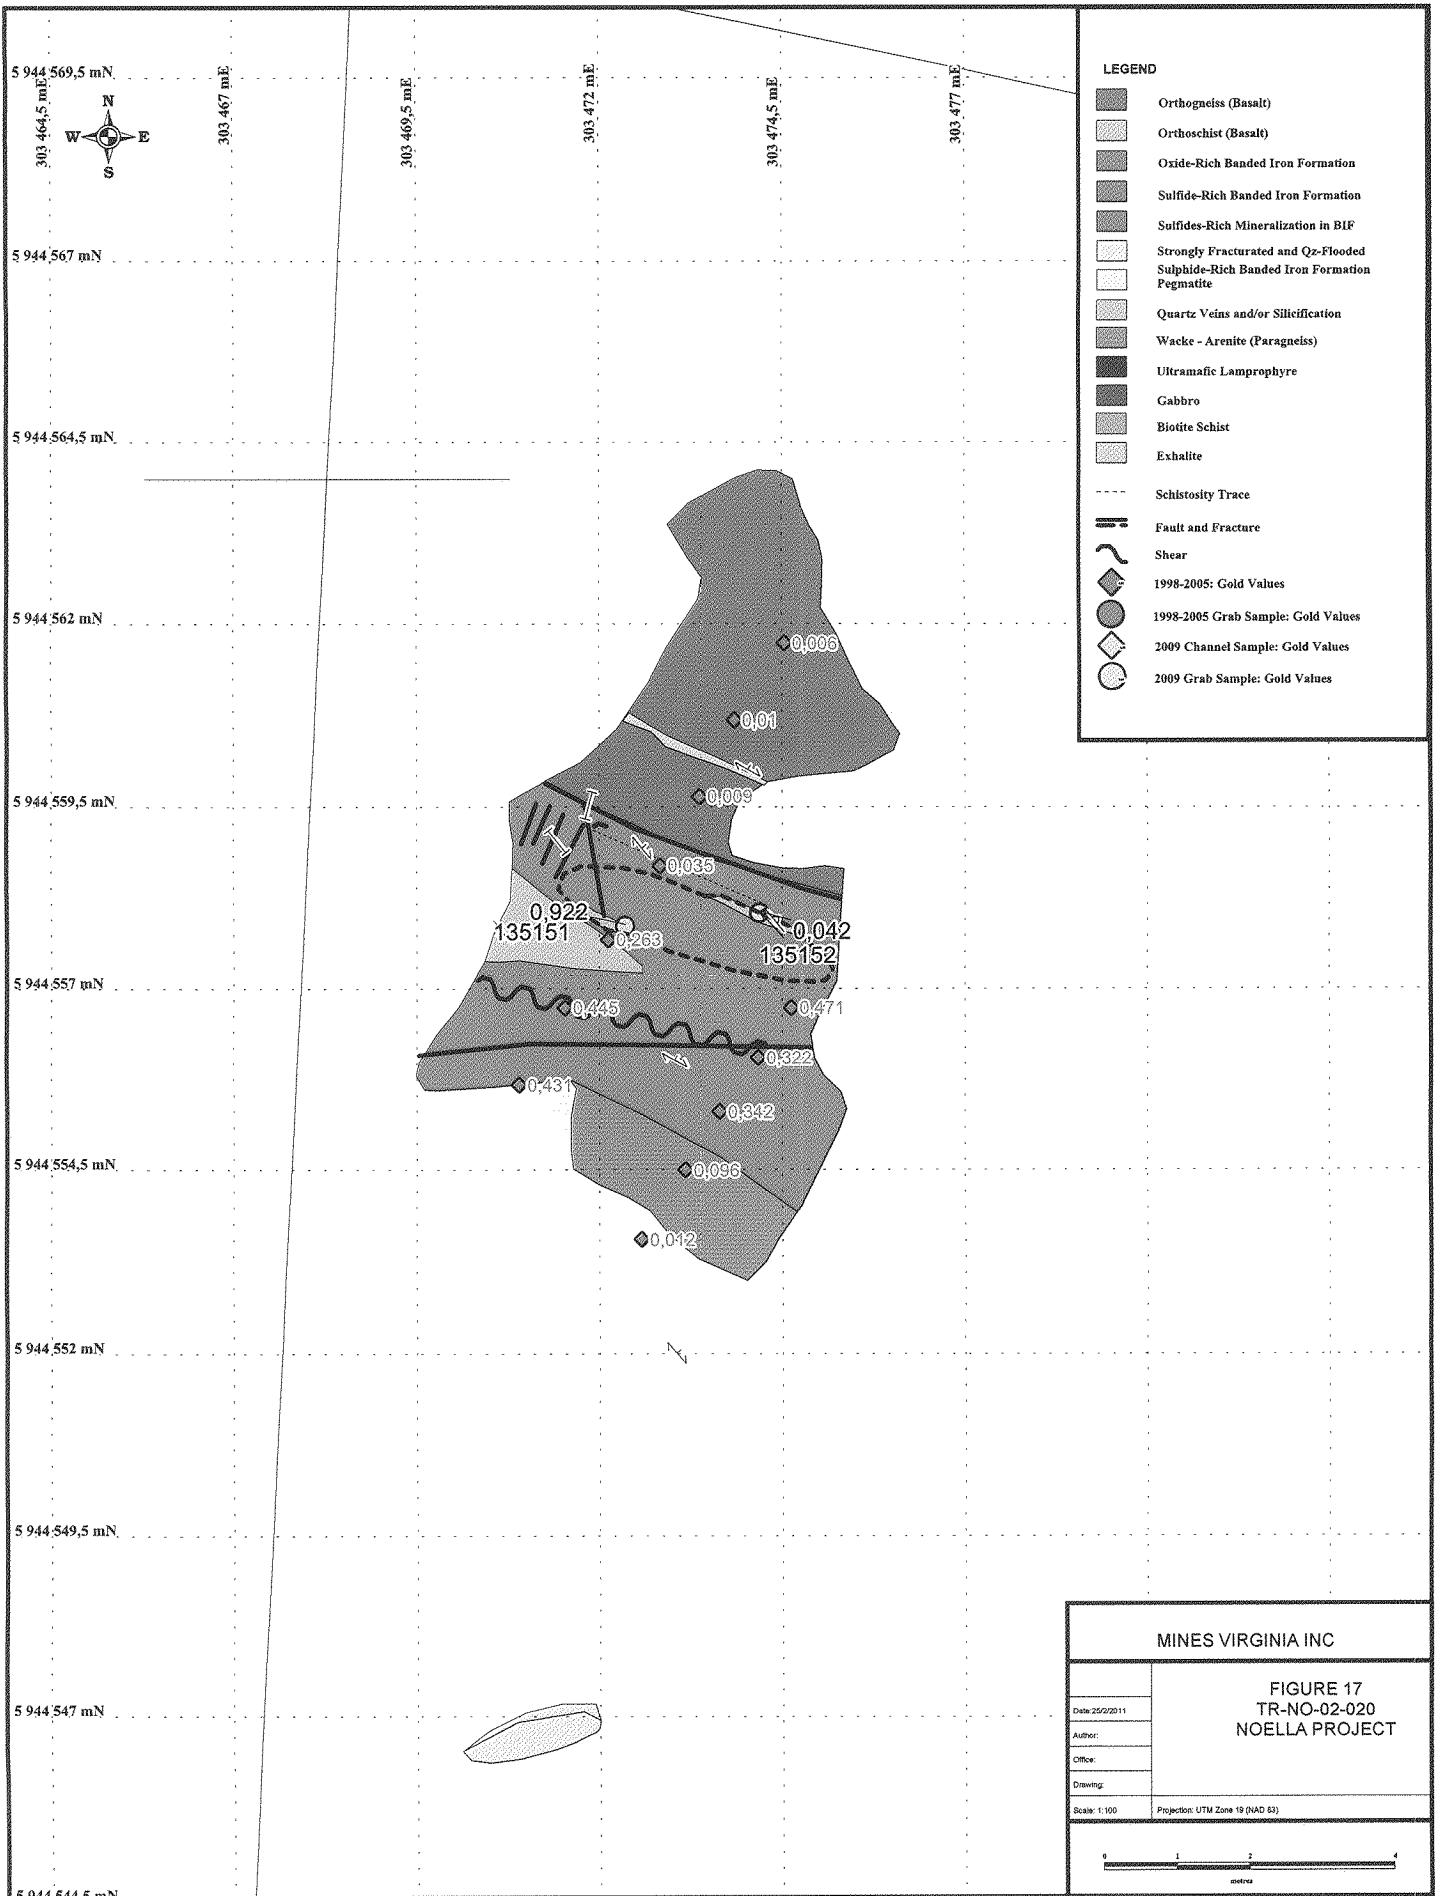 5 944 569,5 mN
303 464,5 mE
303 467 mE
303 469,5 mE
303 472 mE
303 474,5 mE
303 477 mE
N
W E
S
5 944 567 mN
5 944 564,5 mN
5 944 562 mN
5 944 559,5 mN
5 944 557 mN
5 944 554,5 mN
5 944 552 mN
5 944 549,5 mN
5 944 547 mN
5 944 544,5 mN
0,006
0,01
0,009
0,035
0,922
135151
0,263
0,042
135152
0,445
0,471
0,322
0,431
0,342
0,096
0,012
LEGEND
Orthogneiss (Basalt)
Orthoschist (Basalt)
Oxide-Rich Banded Iron Formation
Sulfide-Rich Banded Iron Formation
Sulfides-Rich Mineralization in BIF
Strongly Fracturated and Qz-Flooded
Sulphide-Rich Banded Iron Formation
Pegmatite
Quartz Veins and/or Silicification
Wacke - Arenite (Paragneiss)
Ultramafic Lamprophyre
Gabbro
Biotite Schist
Exhalite
Schistosity Trace
Fault and Fracture
Shear
1998-2005: Gold Values
1998-2005 Grab Sample: Gold Values
2009 Channel Sample: Gold Values
2009 Grab Sample: Gold Values
MINES VIRGINIA INC
FIGURE 17
TR-NO-02-020
NOELLA PROJECT
Date: 25/2/2011
Author:
Office:
Drawing:
Scale: 1:100
Projection: UTM Zone 19 (NAD 83)
0 1 2 4
metres